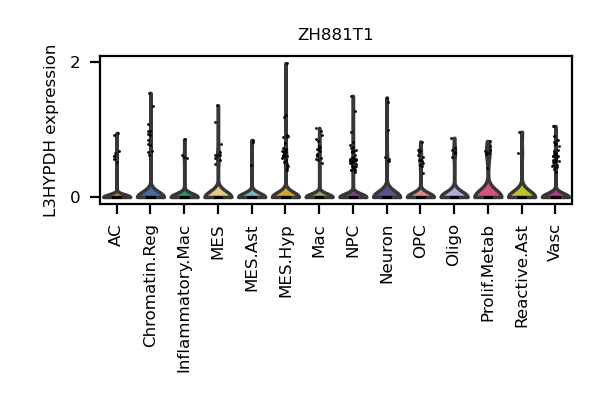 ZH881T1
L3HYPDH expression
2
0
AC
Chromatin.Reg
Inflammatory.Mac
MES
MES.Ast
MES.Hyp
Mac
NPC
Neuron
OPC
Oligo
Prolif.Metab
Reactive.Ast
Vasc